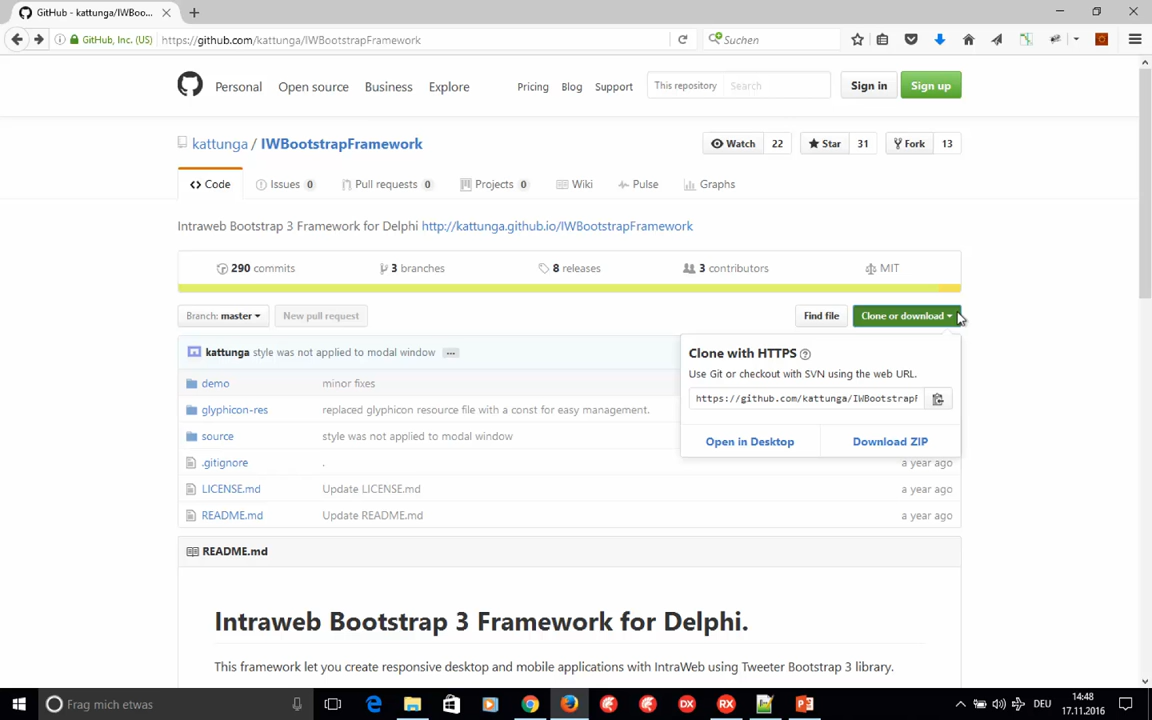 GitHub - kattunga/IWBoo...
GitHub, Inc. (US) https://github.com/kattunga/IWBootstrapFramework Suchen
Personal Open source Business Explore Pricing Blog Support This repository Search Sign in Sign up
kattunga / IWBootstrapFramework Watch 22 Star 31 Fork 13
Code Issues 0 Pull requests 0 Projects 0 Wiki Pulse Graphs
Intraweb Bootstrap 3 Framework for Delphi http://kattunga.github.io/IWBootstrapFramework
290 commits 3 branches 8 releases 3 contributors MIT
Branch: master New pull request Find file Clone or download
kattunga style was not applied to modal window ...
Clone with HTTPS ?
Use Git or checkout with SVN using the web URL.
demo minor fixes
https://github.com/kattunga/IWBootstrapF
glyphicon-res replaced glyphicon resource file with a const for easy management.
source style was not applied to modal window
Open in Desktop Download ZIP
.gitignore . a year ago
LICENSE.md Update LICENSE.md a year ago
README.md Update README.md a year ago
README.md
Intraweb Bootstrap 3 Framework for Delphi.
This framework let you create responsive desktop and mobile applications with IntraWeb using Tweeter Bootstrap 3 library.
Frag mich etwas DX RX DEU 14:48
17.11.2016